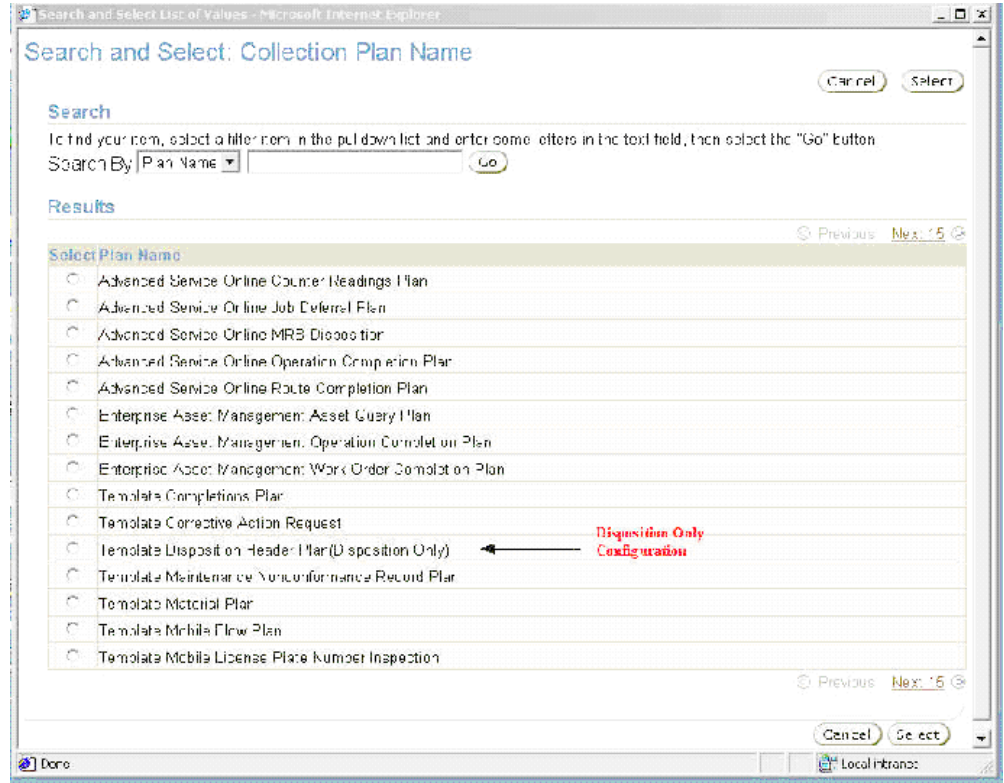 Search and Select List of Values - Microsoft Internet Explorer
Search and Select: Collection Plan Name
Cancel Select
Search
To find your item, select a filter item in the pulldown list and enter some letters in the text field, then select the "Go" button
Search By Plan Name Go
Results
Previous Next 15
Select Plan Name
Advanced Service Online Counter Readings Plan
Advanced Service Online Job Deferral Plan
Advanced Service Online MRB Disposition
Advanced Service Online Operation Completion Plan
Advanced Service Online Route Completion Plan
Enterprise Asset Management Asset Query Plan
Enterprise Asset Management Operation Completion Plan
Enterprise Asset Management Work Order Completion Plan
Template Completions Plan
Template Corrective Action Request
Template Disposition Header Plan(Disposition Only)
Disposition Only
Configuration
Template Maintenance Nonconformance Record Plan
Template Material Plan
Template Mobile Flow Plan
Template Mobile License Plate Number Inspection
Previous Next 15
Cancel Select
Done Local intranet